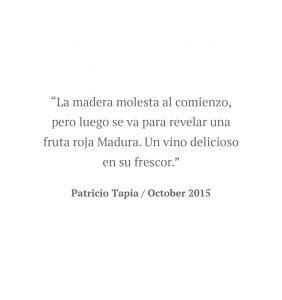 “La madera molesta al comienzo,
pero luego se va para revelar una
fruta roja Madura. Un vino delicioso
en su frescor.”
Patricio Tapia / October 2015